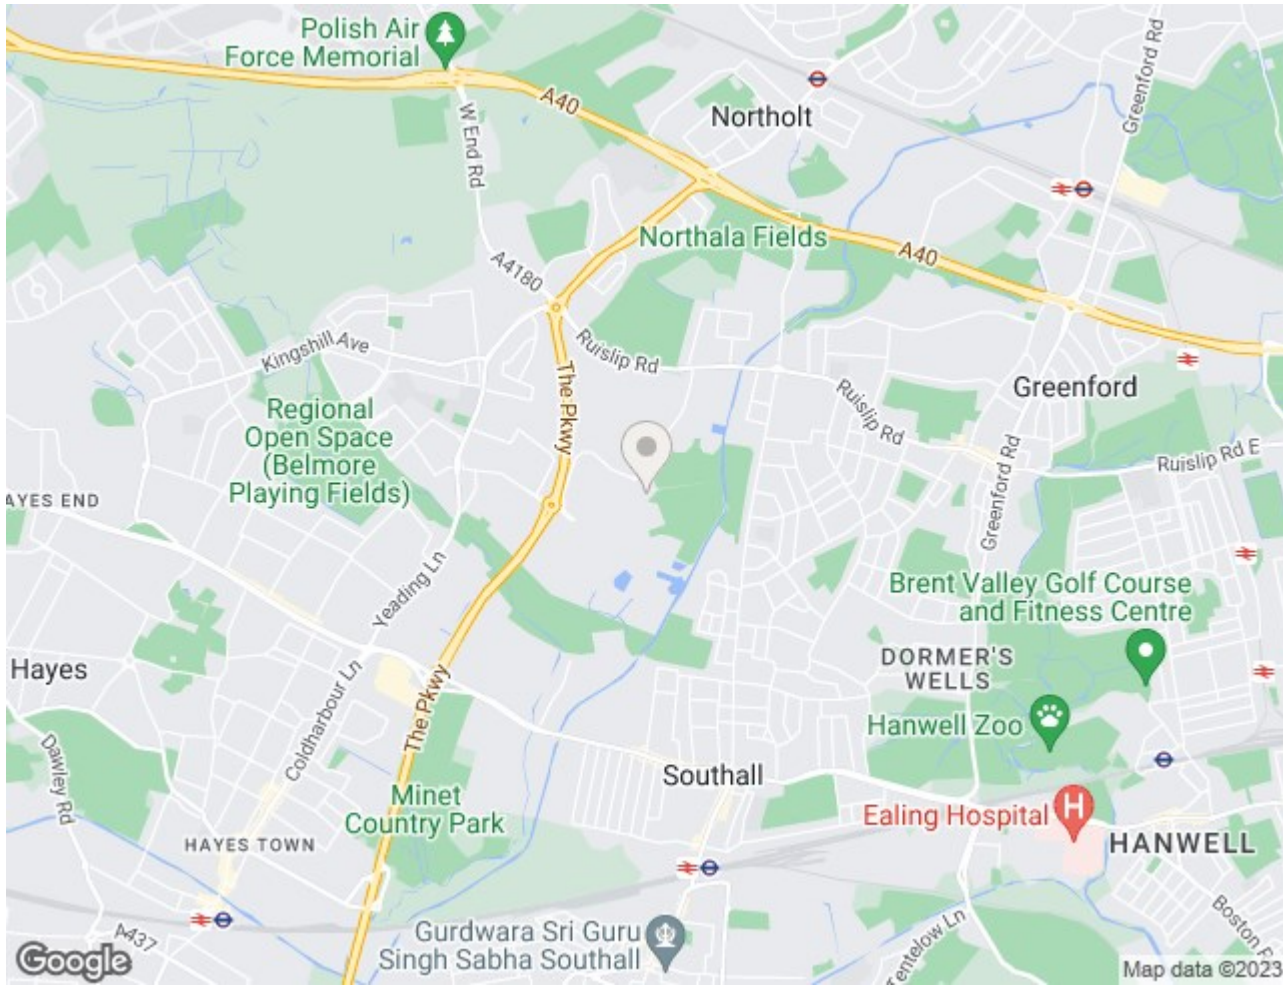 Polish Air
Force Memorial
A40
Northolt
Greenford Rd
W End Rd
Northala Fields
A40
A4180
Kingshill Ave
Ruislip Rd
The Pkwy
Greenford
Ruislip Rd
Regional
Open Space
(Belmore
Playing Fields)
Ruislip Rd E
AYES END
Greenford Rd
Yeading Ln
Brent Valley Golf Course
and Fitness Centre
Hayes
DORMER'S
WELLS
Coldharbour Ln
The Pkwy
Hanwell Zoo
Dawley Rd
Southall
Minet
Country Park
Ealing Hospital
H
HANWELL
HAYES TOWN
A437
Gurdwara Sri Guru
Singh Sabha Southall
Tentelow Ln
Boston R
Google
Map data ©2023